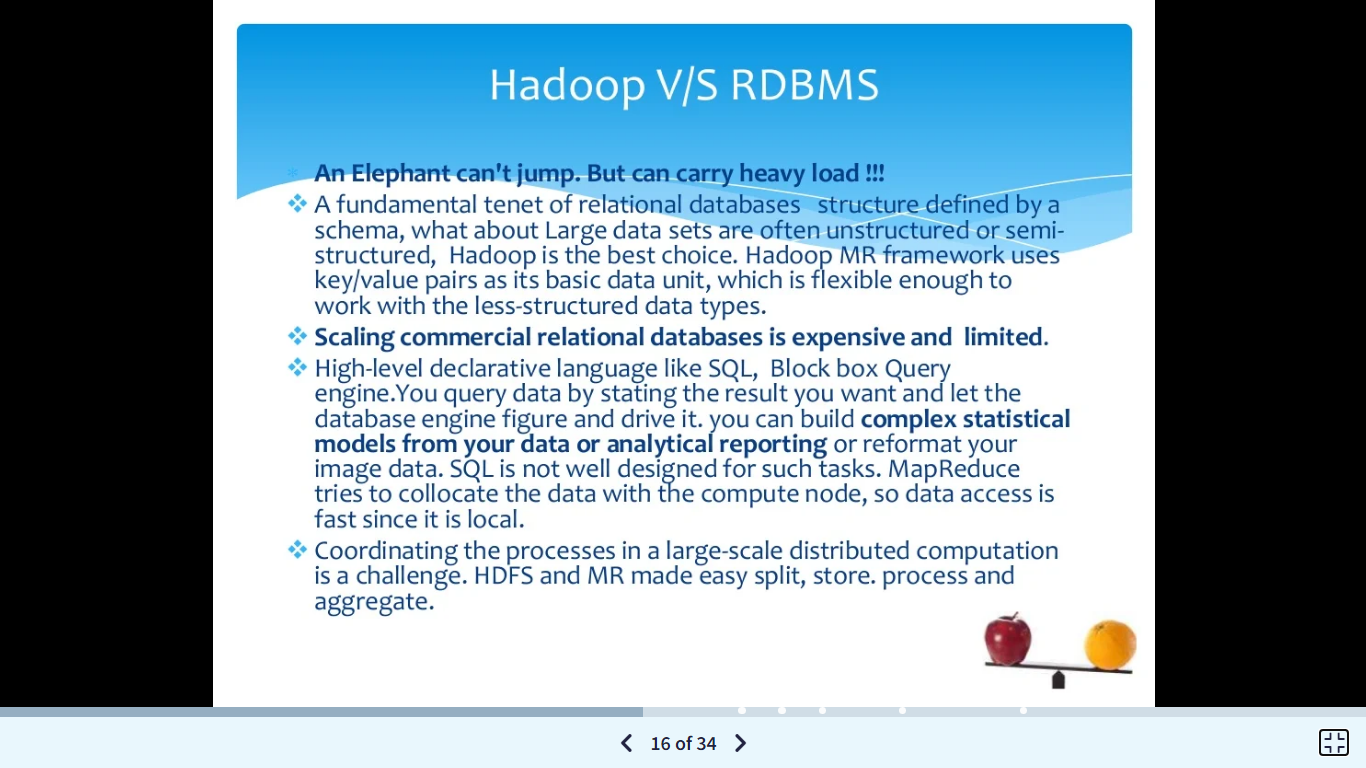 Hadoop V/S RDBMS
An Elephant can't jump. But can carry heavy load !!!
A fundamental tenet of relational databases structure defined by a
schema, what about Large data sets are often unstructured or semi-
structured, Hadoop is the best choice. Hadoop MR framework uses
key/value pairs as its basic data unit, which is flexible enough to
work with the less-structured data types.
Scaling commercial relational databases is expensive and limited.
High-level declarative language like SQL, Block box Query
engine.You query data by stating the result you want and let the
database engine figure and drive it. you can build complex statistical
models from your data or analytical reporting or reformat your
image data. SQL is not well designed for such tasks. MapReduce
tries to collocate the data with the compute node, so data access is
fast since it is local.
Coordinating the processes in a large-scale distributed computation
is a challenge. HDFS and MR made easy split, store. process and
aggregate.
16 of 34